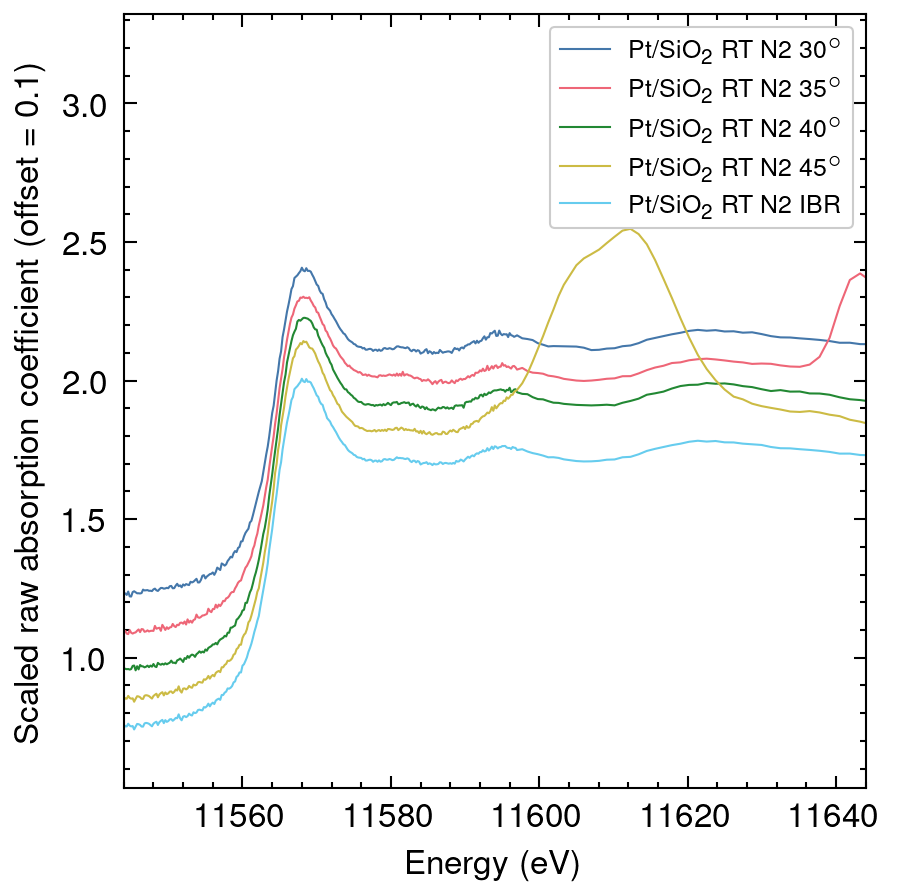 Scaled raw absorption coefficient (offset = 0.1)
3.0
2.5
2.0
1.5
1.0
Pt/SiO₂ RT N2 30°
Pt/SiO₂ RT N2 35°
Pt/SiO₂ RT N2 40°
Pt/SiO₂ RT N2 45°
Pt/SiO₂ RT N2 IBR
11560 11580 11600 11620 11640
Energy (eV)